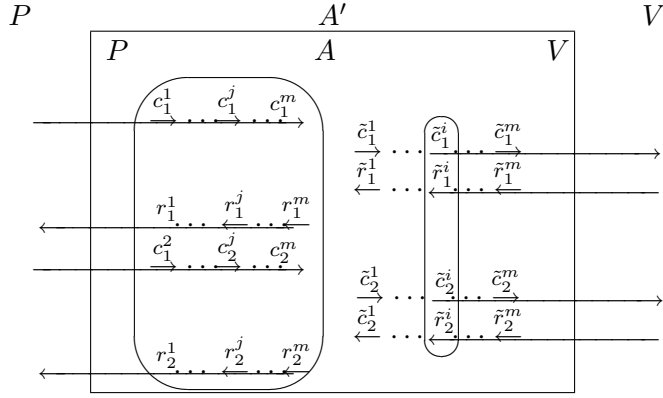 P A′ V
P A V
c_1^1 c_1^j c_1^m
c̃_1^1 ··· c̃_1^i ··· c̃_1^m
r̃_1^1 ··· r̃_1^i ··· r̃_1^m
r_1^1 ··· r_1^j ··· r_1^m
c_1^2 ··· c_2^j ··· c_2^m
c̃_2^1 ··· c̃_2^i ··· c̃_2^m
c̃_2^1 ··· r̃_2^i ··· r̃_2^m
r_2^1 ··· r_2^j ··· r_2^m